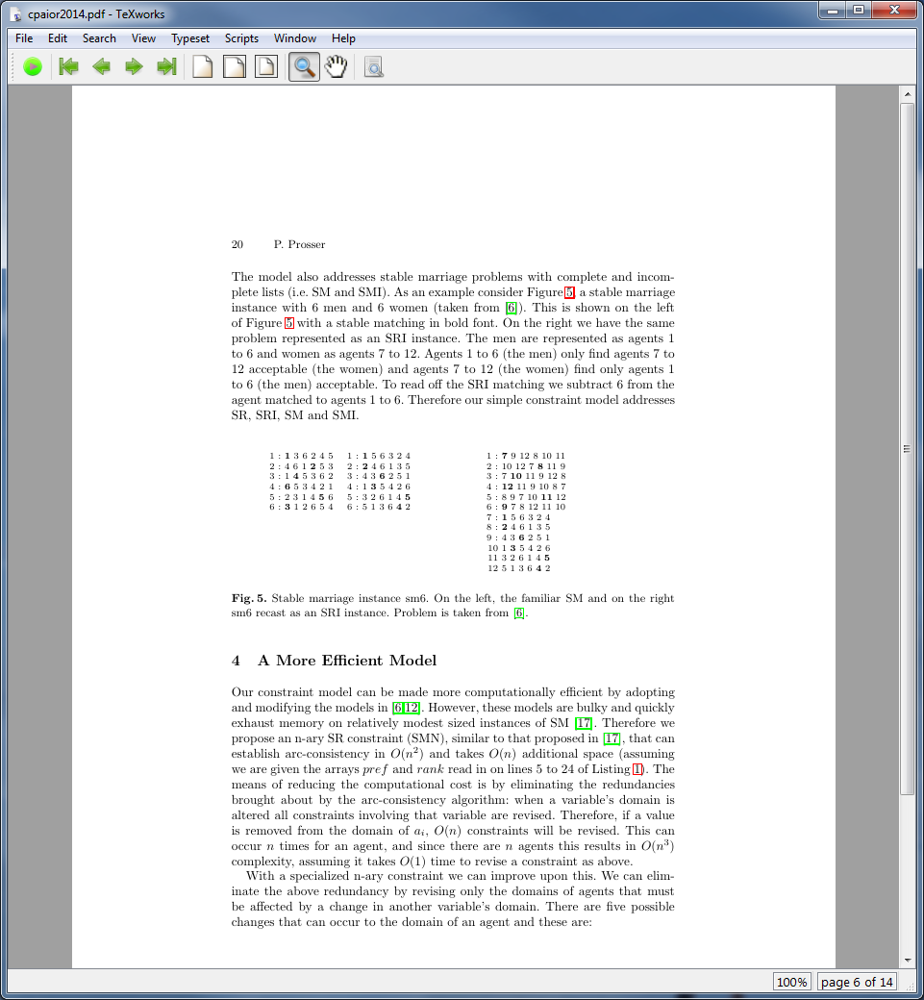 cpaior2014.pdf - TeXworks
File Edit Search View Typeset Scripts Window Help
20 P. Prosser
The model also addresses stable marriage problems with complete and incom-
plete lists (i.e. SM and SMI). As an example consider Figure 5, a stable marriage
instance with 6 men and 6 women (taken from [6]). This is shown on the left
of Figure 5 with a stable matching in bold font. On the right we have the same
problem represented as an SRI instance. The men are represented as agents 1
to 6 and women as agents 7 to 12. Agents 1 to 6 (the men) only find agents 7 to
12 acceptable (the women) and agents 7 to 12 (the women) find only agents 1
to 6 (the men) acceptable. To read off the SRI matching we subtract 6 from the
agent matched to agents 1 to 6. Therefore our simple constraint model addresses
SR, SRI, SM and SMI.
1 : 1 3 6 2 4 5 1 : 1 5 6 3 2 4
2 : 4 6 1 2 5 3 2 : 2 4 6 1 3 5
3 : 1 4 5 3 6 2 3 : 4 3 6 2 5 1
4 : 6 5 3 4 2 1 4 : 1 3 5 4 2 6
5 : 2 3 1 4 5 6 5 : 3 2 6 1 4 5
6 : 3 1 2 6 5 4 6 : 5 1 3 6 4 2
1 : 7 9 12 8 10 11
2 : 10 12 7 8 11 9
3 : 7 10 11 9 12 8
4 : 12 11 9 10 8 7
5 : 8 9 7 10 11 12
6 : 9 7 8 12 11 10
7 : 1 5 6 3 2 4
8 : 2 4 6 1 3 5
9 : 4 3 6 2 5 1
10 1 3 5 4 2 6
11 3 2 6 1 4 5
12 5 1 3 6 4 2
Fig. 5. Stable marriage instance sm6. On the left, the familiar SM and on the right
sm6 recast as an SRI instance. Problem is taken from [6].
4 A More Efficient Model
Our constraint model can be made more computationally efficient by adopting
and modifying the models in [6,12]. However, these models are bulky and quickly
exhaust memory on relatively modest sized instances of SM [17]. Therefore we
propose an n-ary SR constraint (SMN), similar to that proposed in [17], that can
establish arc-consistency in O(n²) and takes O(n) additional space (assuming
we are given the arrays pref and rank read in on lines 5 to 24 of Listing 1). The
means of reducing the computational cost is by eliminating the redundancies
brought about by the arc-consistency algorithm: when a variable's domain is
altered all constraints involving that variable are revised. Therefore, if a value
is removed from the domain of aᵢ, O(n) constraints will be revised. This can
occur n times for an agent, and since there are n agents this results in O(n³)
complexity, assuming it takes O(1) time to revise a constraint as above.
With a specialized n-ary constraint we can improve upon this. We can elim-
inate the above redundancy by revising only the domains of agents that must
be affected by a change in another variable's domain. There are five possible
changes that can occur to the domain of an agent and these are:
100% page 6 of 14